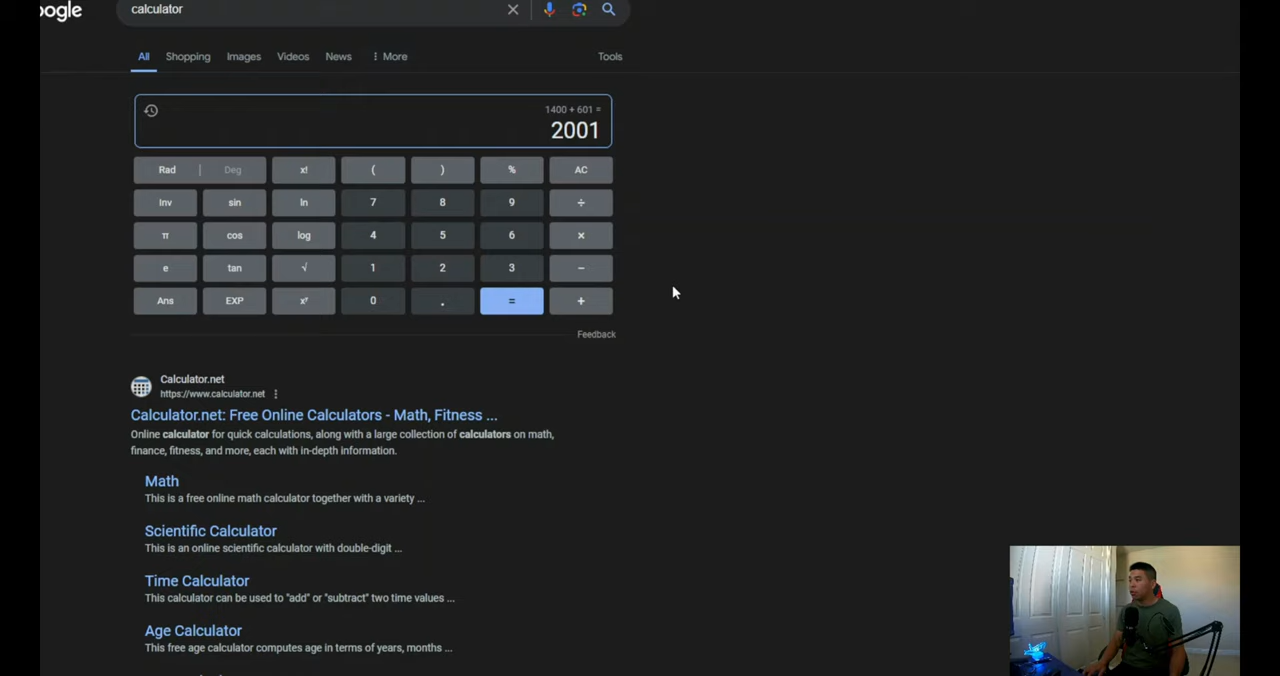 oogle
calculator
All Shopping Images Videos News More Tools
1400 + 601 =
2001
Rad | Deg x! ( ) % AC
Inv sin ln 7 8 9 ÷
π cos log 4 5 6 ×
e tan √ 1 2 3 −
Ans EXP xʸ 0 . = +
Feedback
Calculator.net
https://www.calculator.net
Calculator.net: Free Online Calculators - Math, Fitness ...
Online calculator for quick calculations, along with a large collection of calculators on math,
finance, fitness, and more, each with in-depth information.
Math
This is a free online math calculator together with a variety ...
Scientific Calculator
This is an online scientific calculator with double-digit ...
Time Calculator
This calculator can be used to "add" or "subtract" two time values ...
Age Calculator
This free age calculator computes age in terms of years, months ...